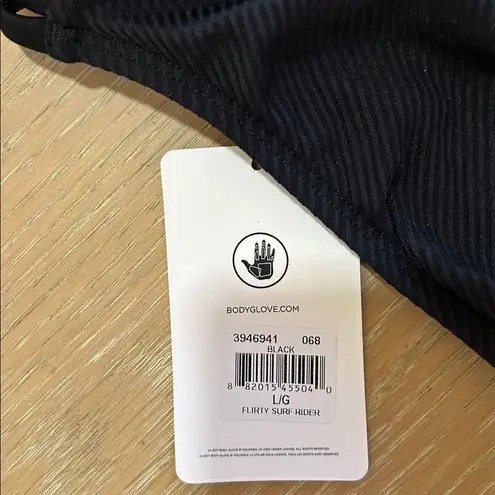 BODYGLOVE.COM
3946941 068
BLACK
8 82015 45504 0
L/G
FLIRTY SURF RIDER